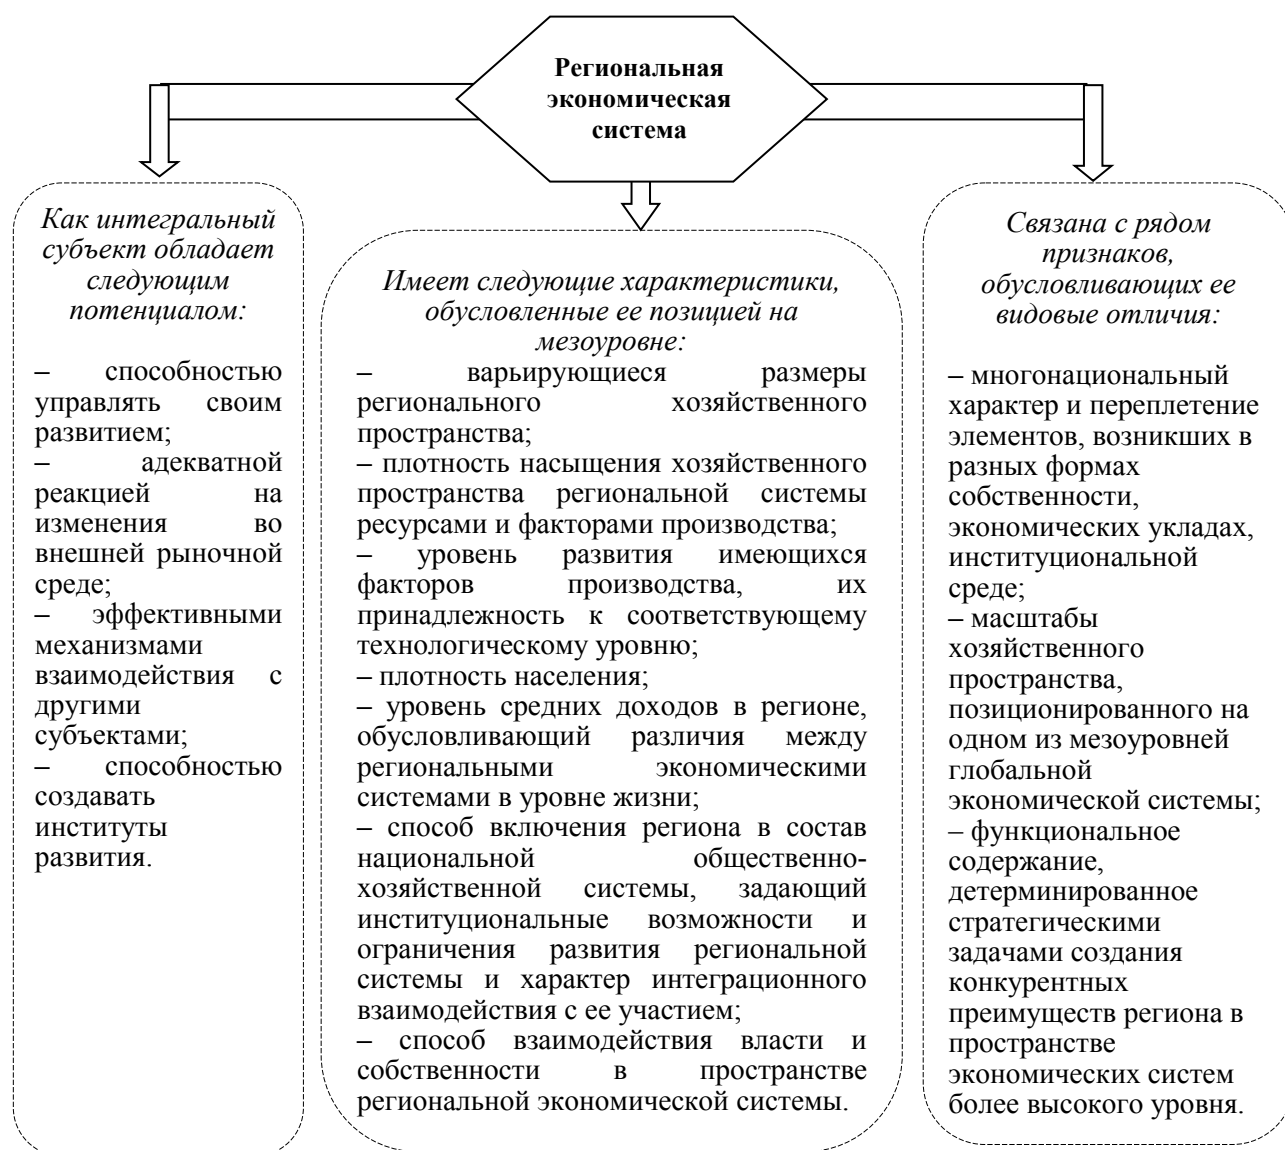 Региональная
экономическая
система
Как интегральный
субъект обладает
следующим
потенциалом:
– способностью
управлять своим
развитием;
– адекватной
реакцией на
изменения во
внешней рыночной
среде;
– эффективными
механизмами
взаимодействия с
другими
субъектами;
– способностью
создавать
институты
развития.
Имеет следующие характеристики,
обусловленные ее позицией на
мезоуровне:
– варьирующиеся размеры
регионального хозяйственного
пространства;
– плотность насыщения хозяйственного
пространства региональной системы
ресурсами и факторами производства;
– уровень развития имеющихся
факторов производства, их
принадлежность к соответствующему
технологическому уровню;
– плотность населения;
– уровень средних доходов в регионе,
обусловливающий различия между
региональными экономическими
системами в уровне жизни;
– способ включения региона в состав
национальной общественно-
хозяйственной системы, задающий
институциональные возможности и
ограничения развития региональной
системы и характер интеграционного
взаимодействия с ее участием;
– способ взаимодействия власти и
собственности в пространстве
региональной экономической системы.
Связана с рядом
признаков,
обусловливающих ее
видовые отличия:
– многонациональный
характер и переплетение
элементов, возникших в
разных формах
собственности,
экономических укладах,
институциональной
среде;
– масштабы
хозяйственного
пространства,
позиционированного на
одном из мезоуровней
глобальной
экономической системы;
– функциональное
содержание,
детерминированное
стратегическими
задачами создания
конкурентных
преимуществ региона в
пространстве
экономических систем
более высокого уровня.